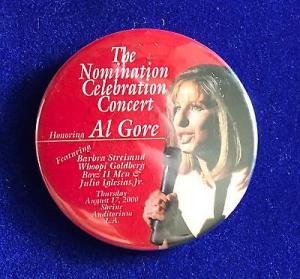 The
Nomination
Celebration
Concert
Honoring Al Gore
Featuring
Barbra Streisand
Whoopi Goldberg
Boyz II Men &
Julio Iglesias, Jr.
Thursday
August 17, 2000
Shrine
Auditorium
L.A.